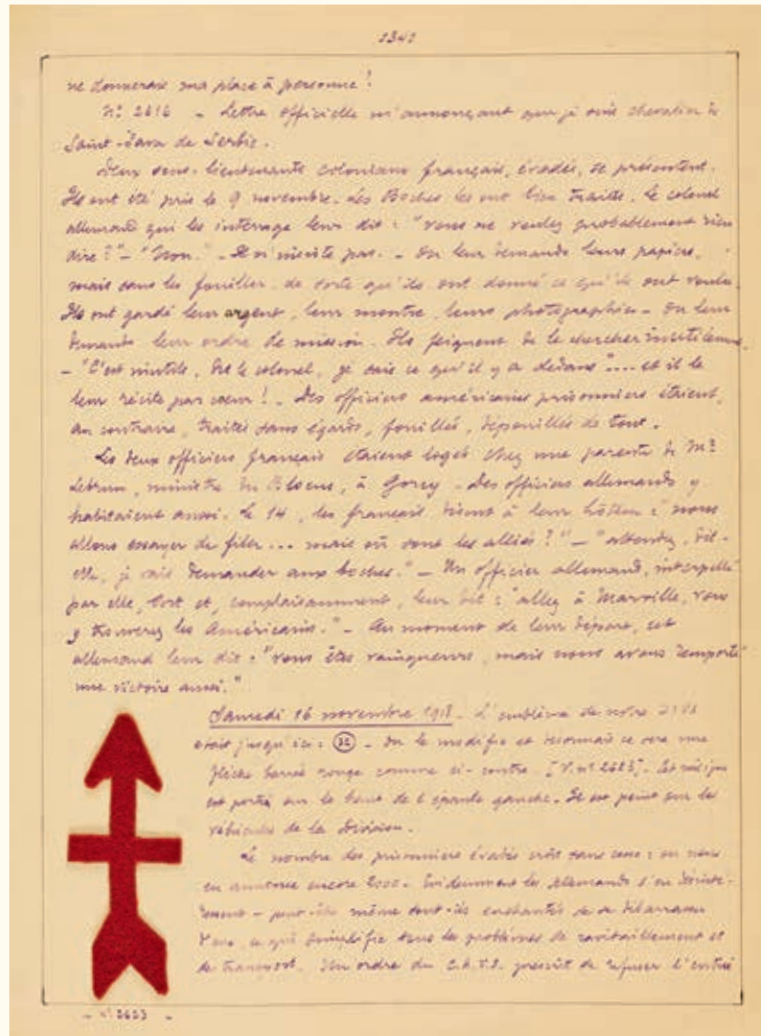 1341
ne donnerais ma place à personne !
N° 2616 - Lettre officielle m'annonçant que je suis chevalier de
Saint-Sava de Serbie.
Deux sous-lieutenants coloniaux français, évadés, se présentent.
Ils ont été pris le 9 novembre. Les Boches les ont bien traités. Le colonel
allemand qui les interroge leur dit : "vous ne voulez probablement rien
dire ?" - "Non." - Il n'insiste pas. - On leur demande leurs papiers,
mais sans les fouiller, de sorte qu'ils ont donné ce qu'ils ont voulu.
Ils ont gardé leur argent, leur montre, leurs photographies - On leur
demande leur ordre de mission. Ils feignent de le chercher inutilement.
- "C'est inutile, dit le colonel, je sais ce qu'il y a dedans".... et il le
leur récite par cœur ! - Des officiers américains prisonniers étaient,
au contraire, traités sans égards, fouillés, dépouillés de tout.
Les deux officiers français étaient logés chez une parente de Mr
Lebrun, ministre du Blocus, à Gorcy - Des officiers allemands y
habitaient aussi. Le 14, les français disent à leur hôtesse : "nous
allons essayer de filer... mais où sont les alliés ?" - "attendez, dit-
elle, je vais demander aux boches." - Un officier allemand, interpellé
par elle, sort et, complaisamment, leur dit : "allez à Marville, vous
y trouverez les Américains." - Au moment de leur départ, cet
allemand leur dit : "vous êtes vainqueurs, mais nous avons remporté
une victoire aussi."
Samedi 16 novembre 1918. - L'emblème de notre
était jusqu'ici : (32) - On le modifie et désormais ce sera une
flèche barrée rouge comme ci-contre [V. n° 2623].
est porté sur le haut de l'épaule gauche. Il est peint sur les
véhicules de la division.
Le nombre des prisonniers évadés croît sans cesse : on nous
en annonce encore 2000 - Evidemment les allemands s'en
- peut-être même sont-ils enchantés de se débarrasser
, ce qui simplifie tous les problèmes de ravitaillement et
de transport. Un ordre du prescrit de refuser l'entrée
- n° 2623 -